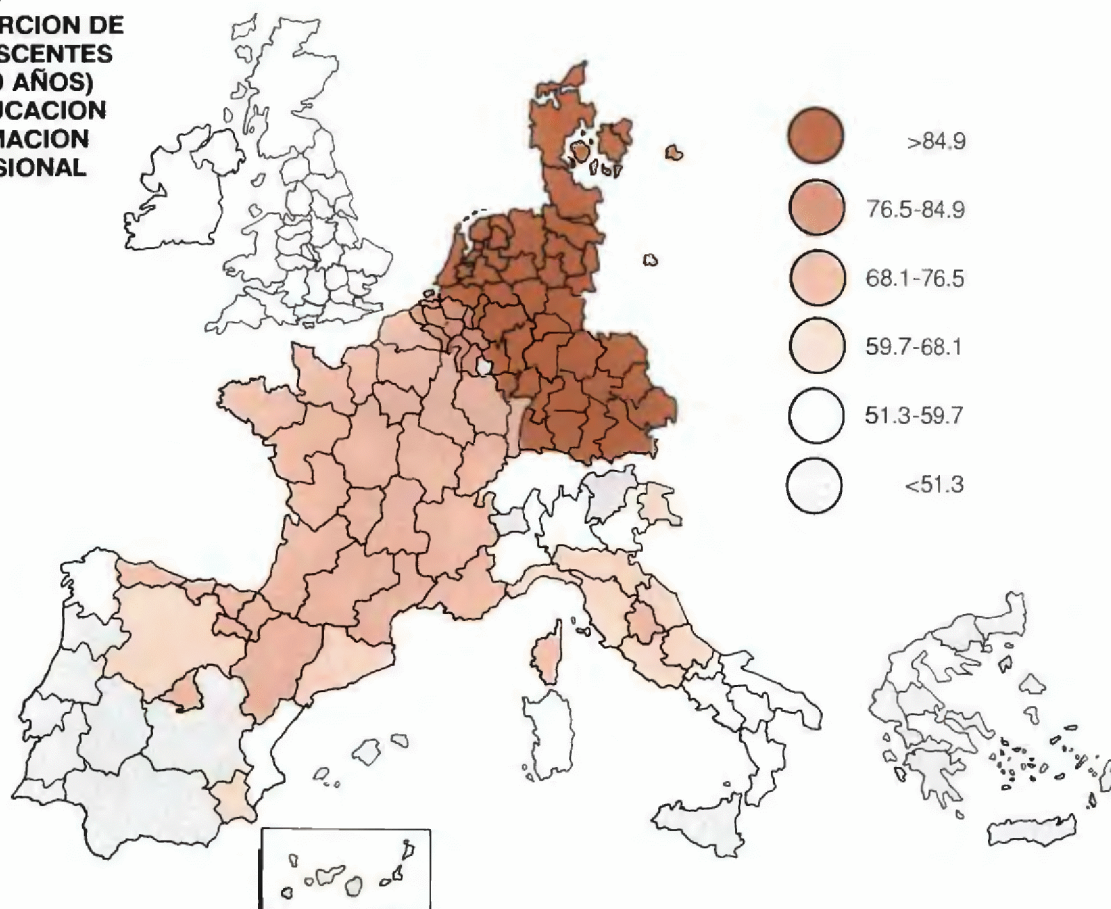 RCION DE
SCENTES
AÑOS)
UCACION
MACION
SIONAL
>84.9
76.5-84.9
68.1-76.5
59.7-68.1
51.3-59.7
<51.3